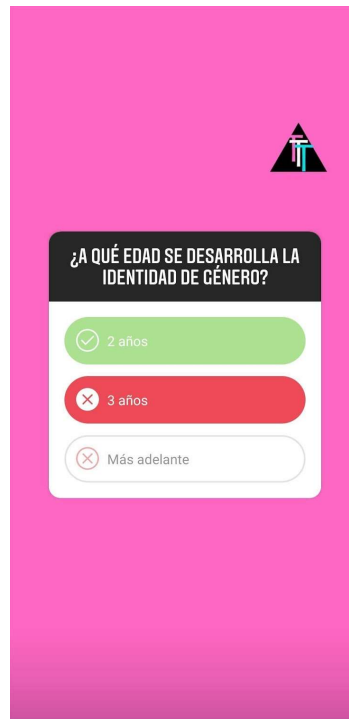 ¿A QUÉ EDAD SE DESARROLLA LA
IDENTIDAD DE GÉNERO?
2 años
3 años
Más adelante